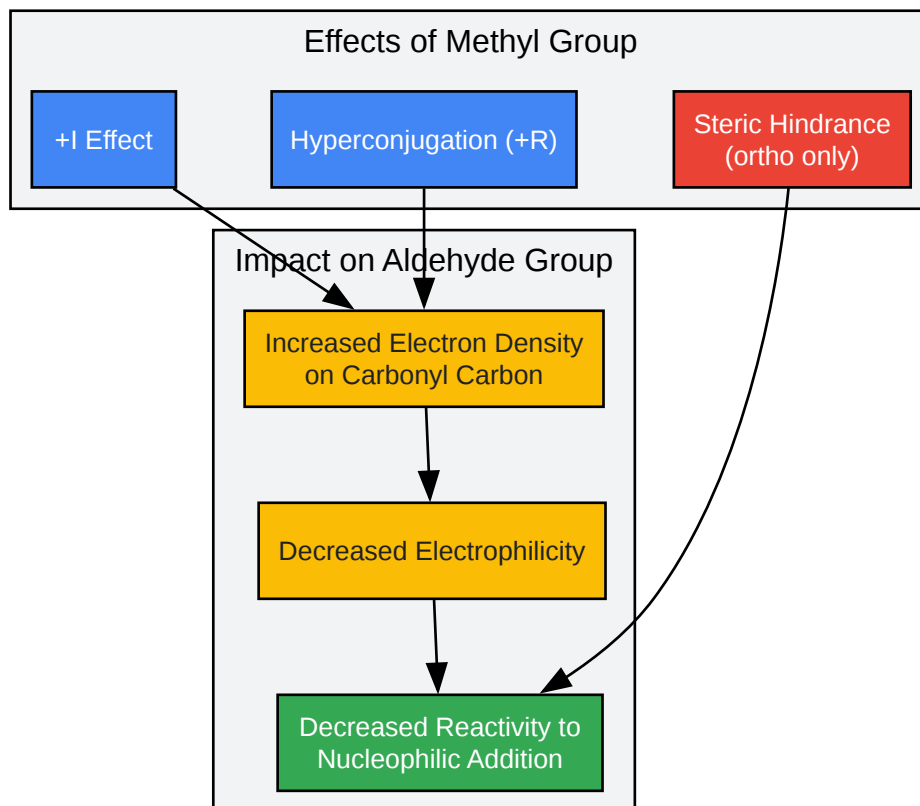 Effects of Methyl Group
+I Effect
Hyperconjugation (+R)
Steric Hindrance
(ortho only)
Impact on Aldehyde Group
Increased Electron Density
on Carbonyl Carbon
Decreased Electrophilicity
Decreased Reactivity to
Nucleophilic Addition